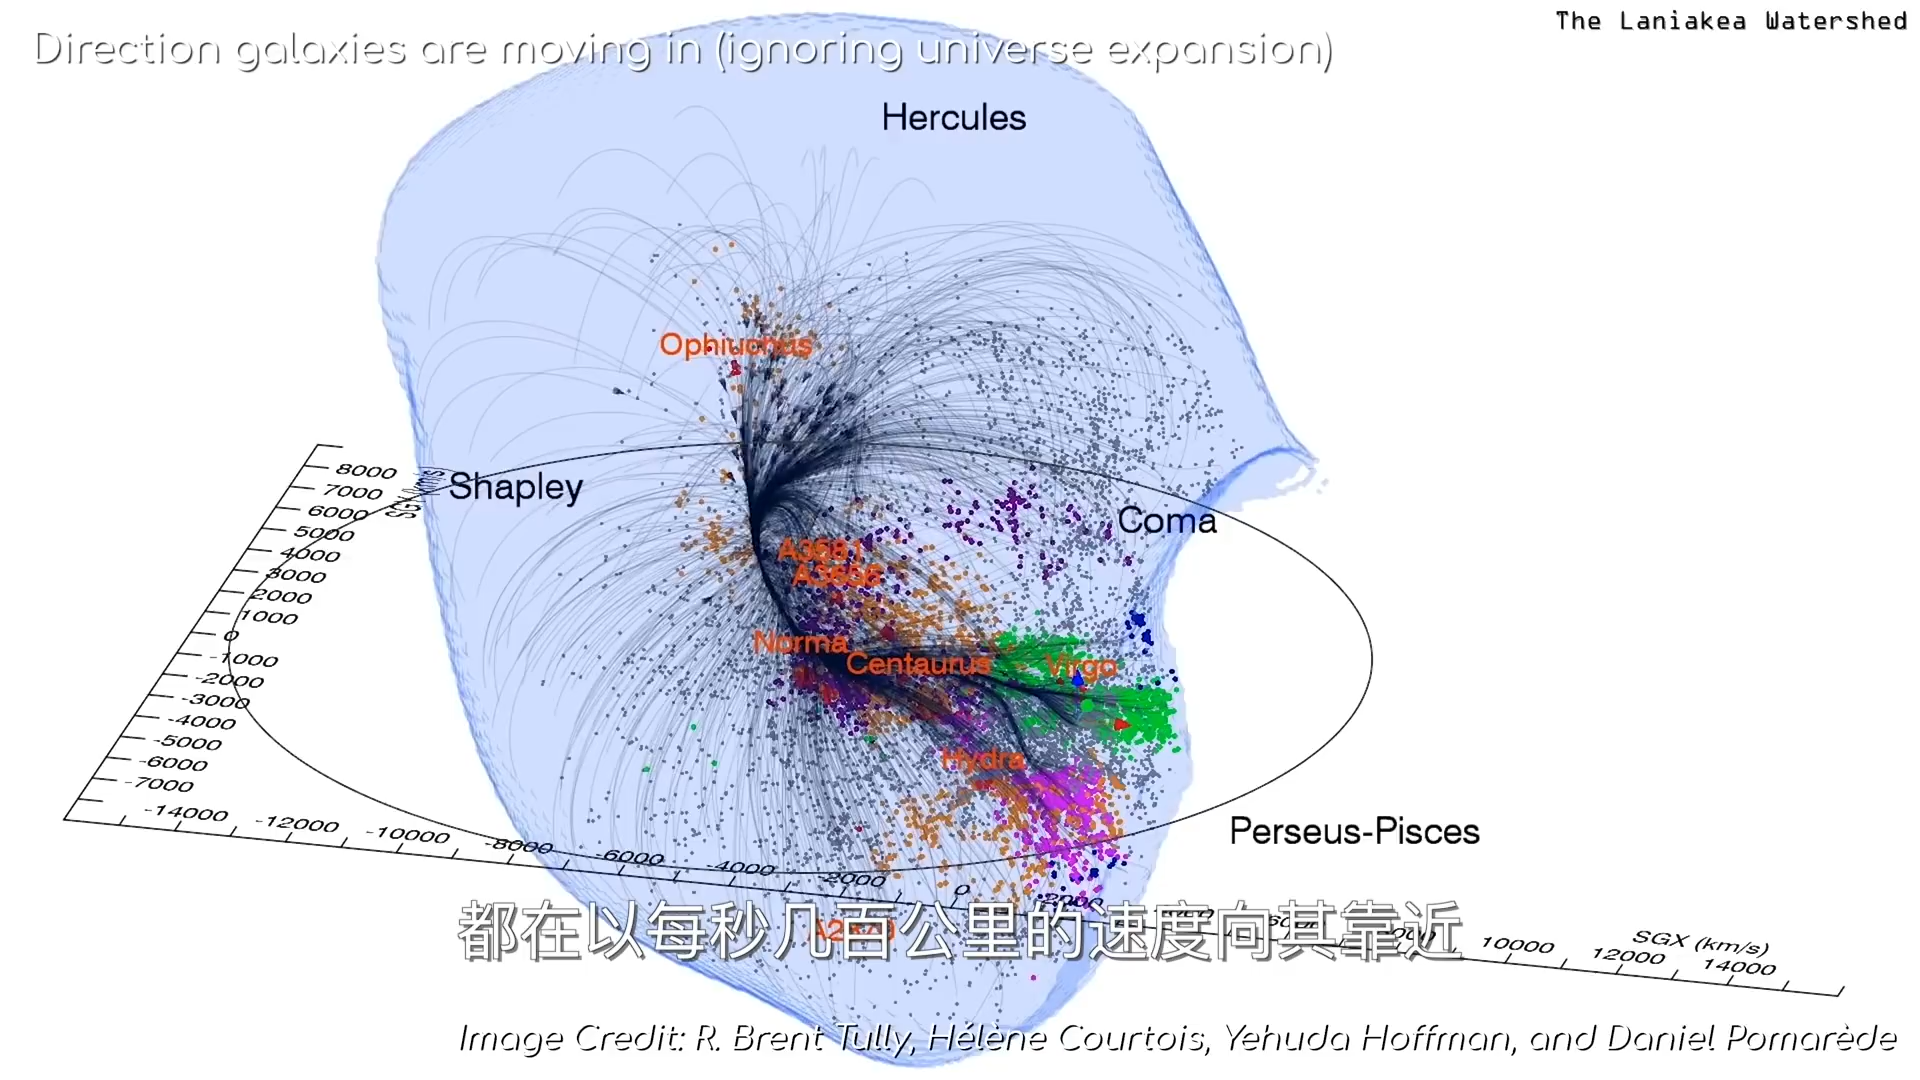 The Laniakea Watershed
Direction galaxies are moving in (ignoring universe expansion)
Hercules
Ophiuchus
Shapley
Coma
A3581
A3656
Norma
Centaurus
Virgo
Hydra
Perseus-Pisces
8000
7000
6000
5000
4000
3000
2000
1000
0
-1000
-2000
-3000
-4000
-5000
-6000
-7000
-14000
-12000
-10000
-8000
-6000
-4000
-2000
0
2000
10000
12000
14000
SGX (km/s)
都在以每秒几百公里的速度向其靠近
Image Credit: R. Brent Tully, Hélène Courtois, Yehuda Hoffman, and Daniel Pomarède